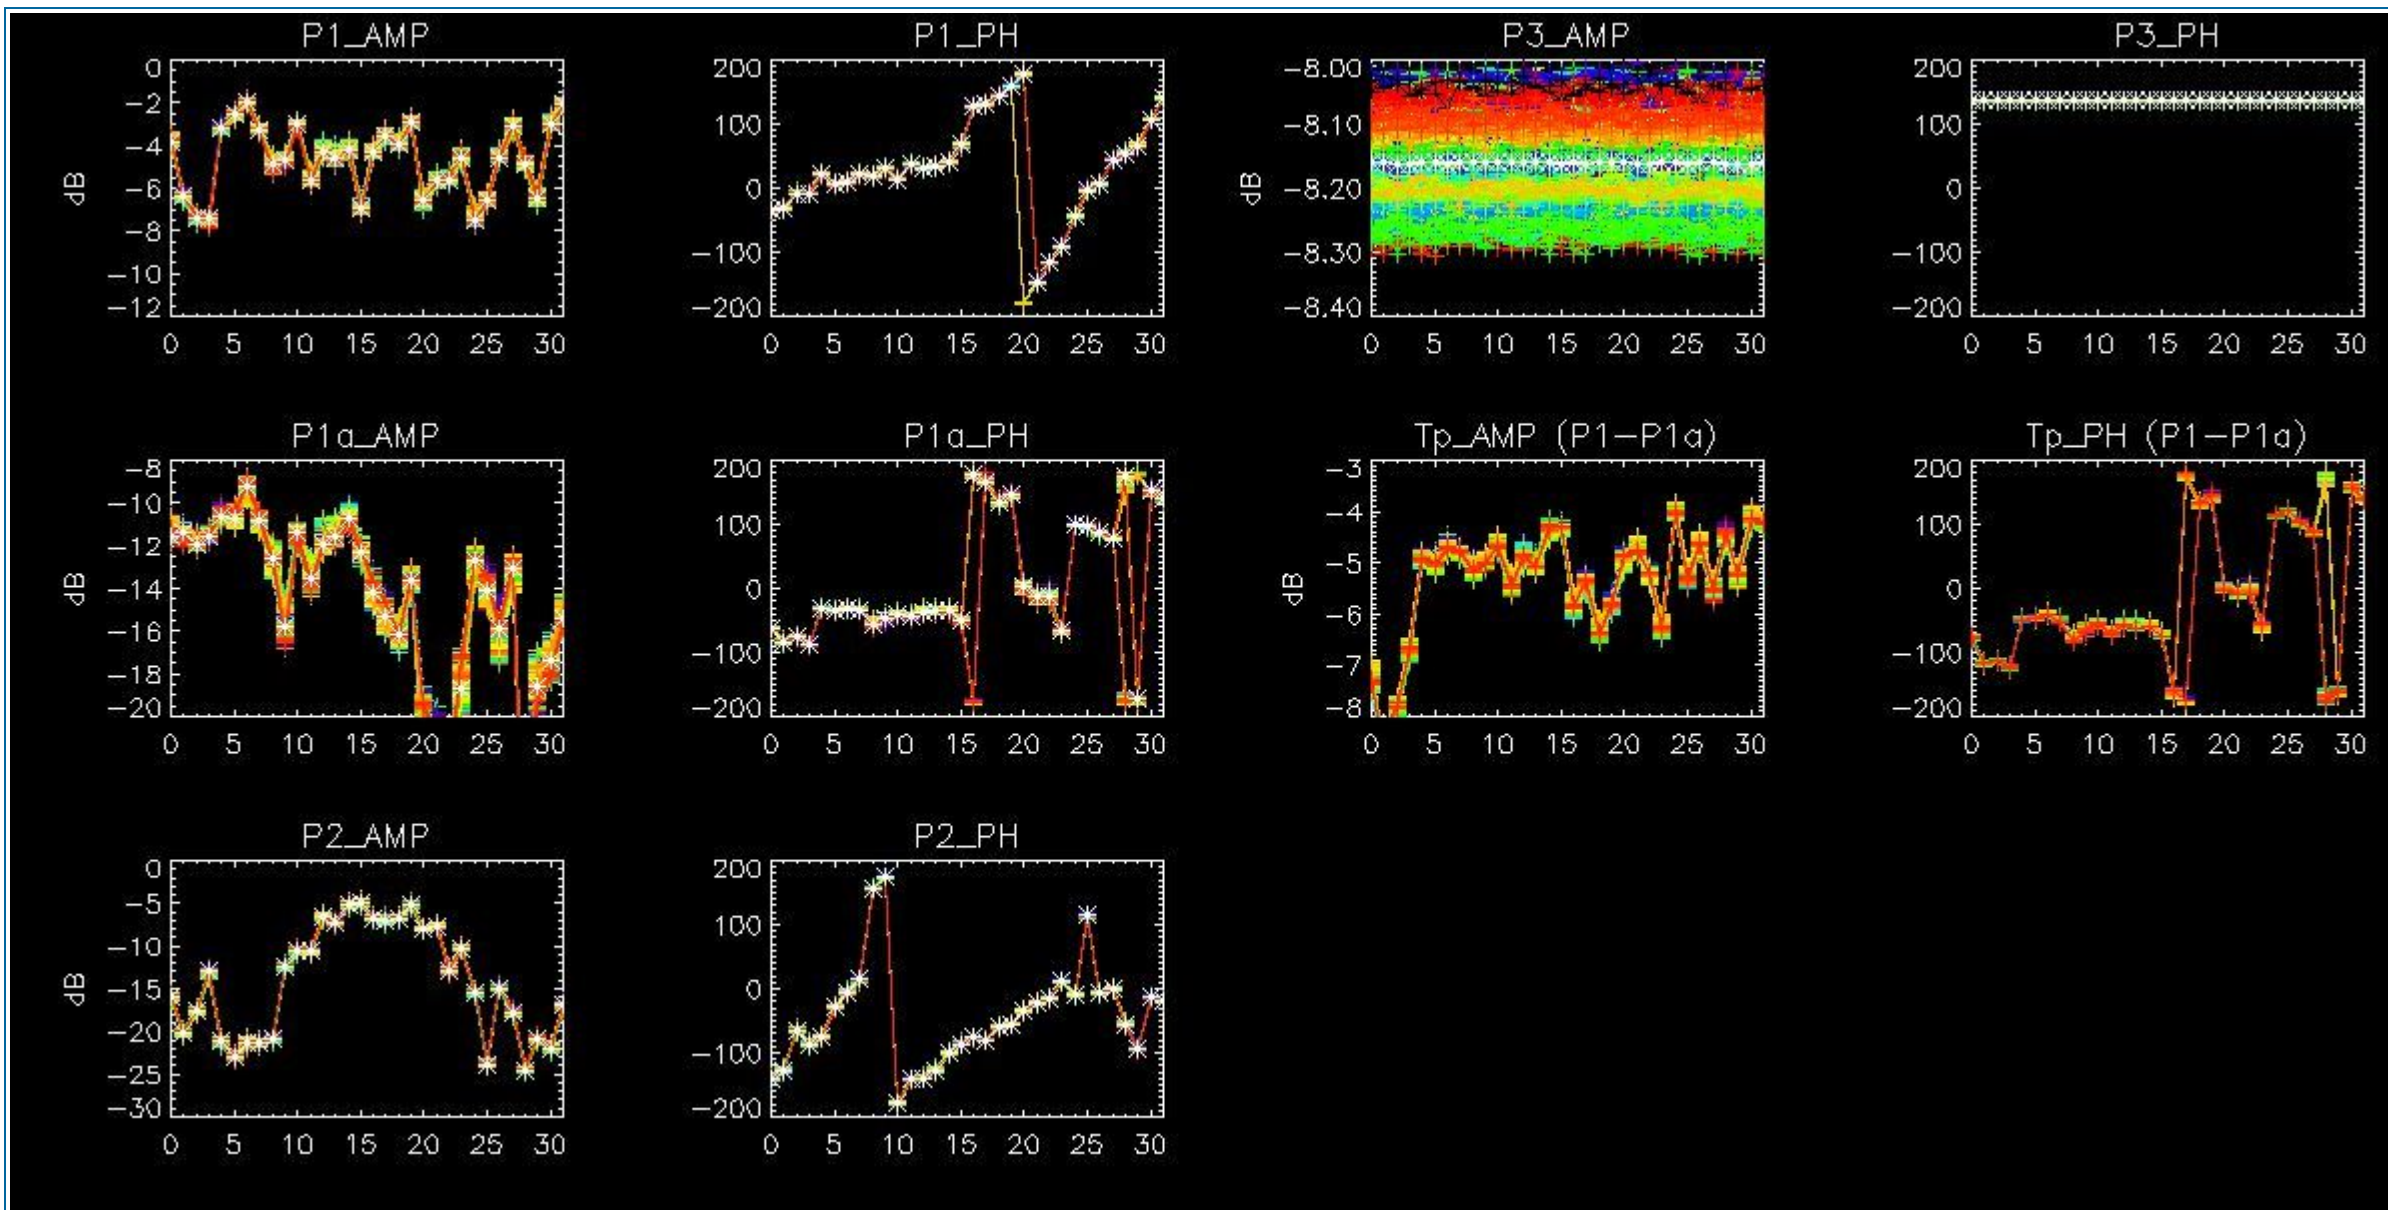 P1_AMP P1_PH P3_AMP P3_PH
0 200 -8.00 200
-2
100 -8.10 100
-4
dB -6 0 dB -8.20 0
-8
-100 -8.30 -100
-10
-12 -200 -8.40 -200
0 5 10 15 20 25 30 0 5 10 15 20 25 30 0 5 10 15 20 25 30 0 5 10 15 20 25 30
P1a_AMP P1a_PH Tp_AMP (P1-P1a) Tp_PH (P1-P1a)
-8 200 -3 200
-10
100 -4 100
-12
dB -14 0 dB -5 0
-6
-16
-100 -7 -100
-18
-20 -200 -8 -200
0 5 10 15 20 25 30 0 5 10 15 20 25 30 0 5 10 15 20 25 30 0 5 10 15 20 25 30
P2_AMP P2_PH
0 200
-5
100
-10
dB -15 0
-20
-100
-25
-30 -200
0 5 10 15 20 25 30 0 5 10 15 20 25 30